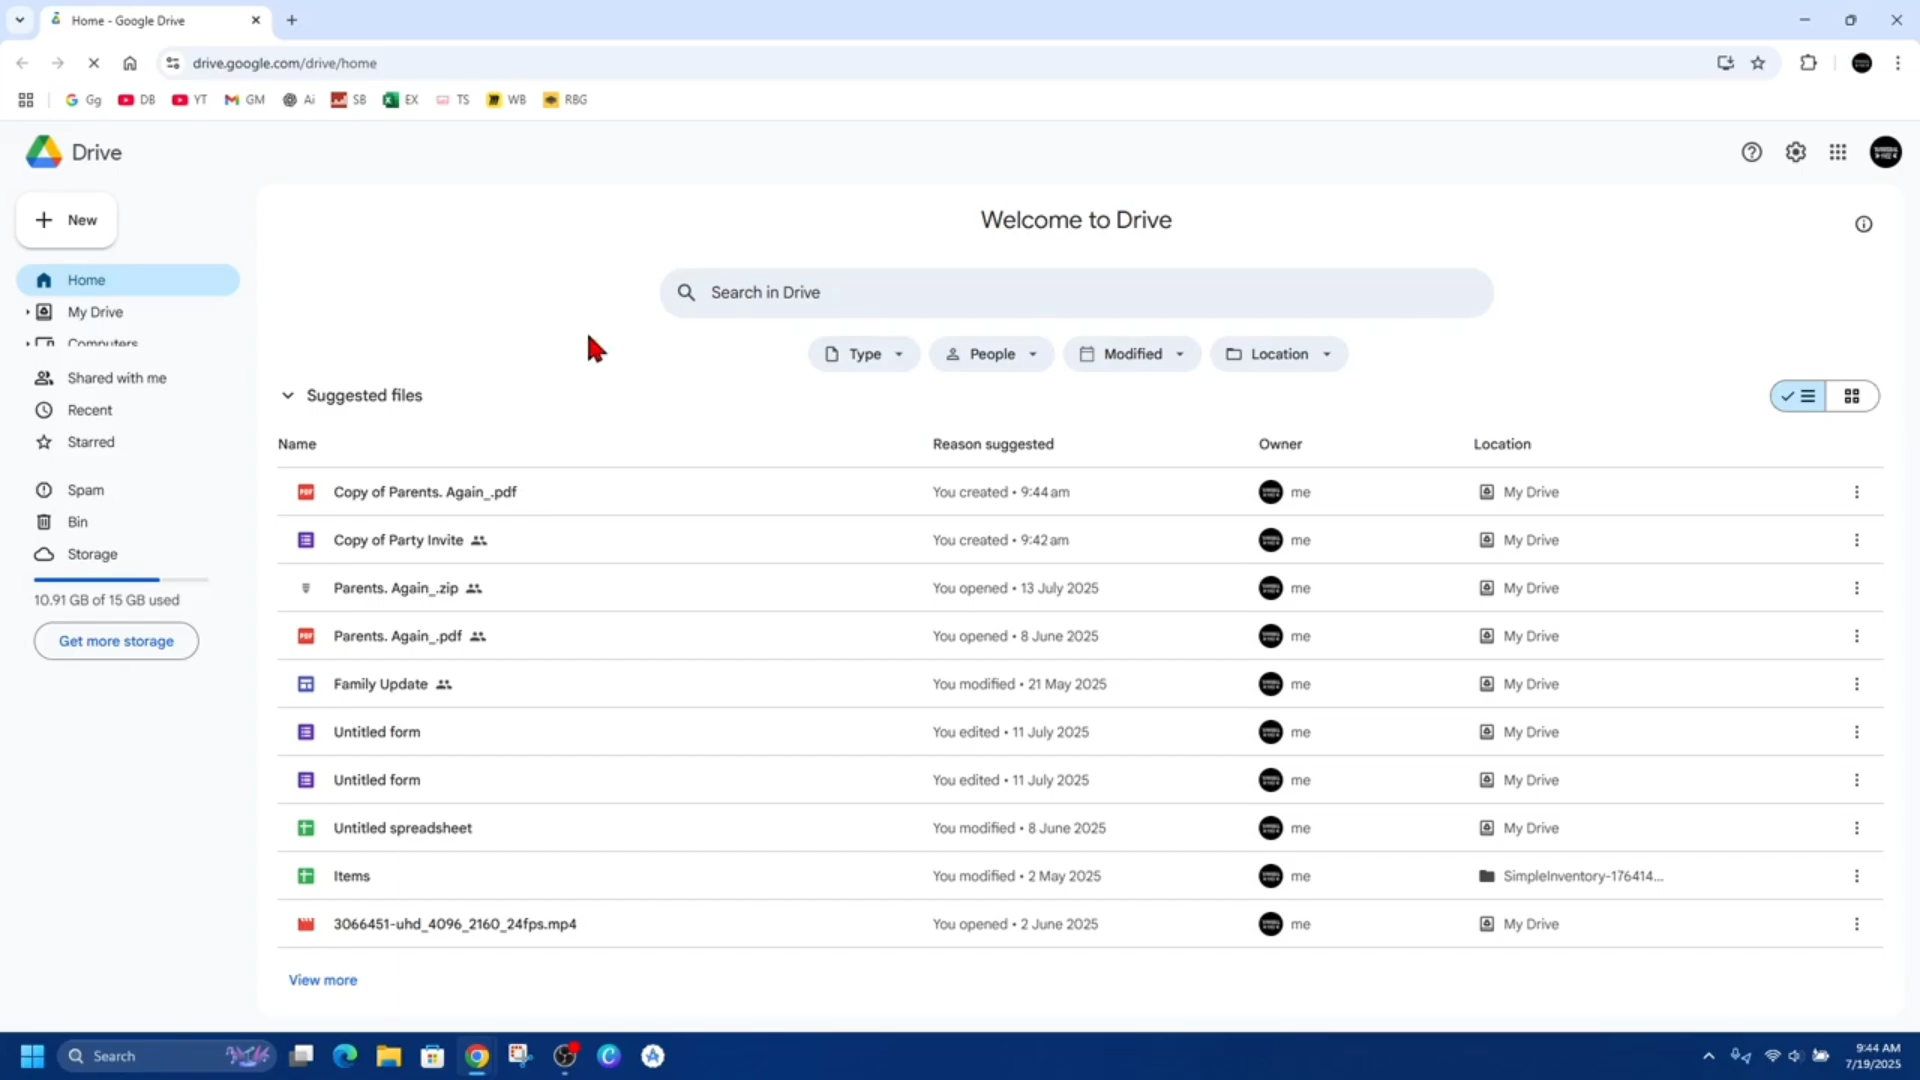 Home - Google Drive
drive.google.com/drive/home
Gg DB YT GM Ai SB EX TS WB RBG
Drive
New
Welcome to Drive
Search in Drive
Home
My Drive
Computers
Shared with me
Recent
Starred
Spam
Bin
Storage
10.91 GB of 15 GB used
Get more storage
Type People Modified Location
Suggested files
Name Reason suggested Owner Location
Copy of Parents. Again_.pdf You created • 9:44 am me My Drive
Copy of Party Invite You created • 9:42 am me My Drive
Parents. Again_.zip You opened • 13 July 2025 me My Drive
Parents. Again_.pdf You opened • 8 June 2025 me My Drive
Family Update You modified • 21 May 2025 me My Drive
Untitled form You edited • 11 July 2025 me My Drive
Untitled form You edited • 11 July 2025 me My Drive
Untitled spreadsheet You modified • 8 June 2025 me My Drive
Items You modified • 2 May 2025 me SimpleInventory-176414...
3066451-uhd_4096_2160_24fps.mp4 You opened • 2 June 2025 me My Drive
View more
Search
9:44 AM
7/19/2025